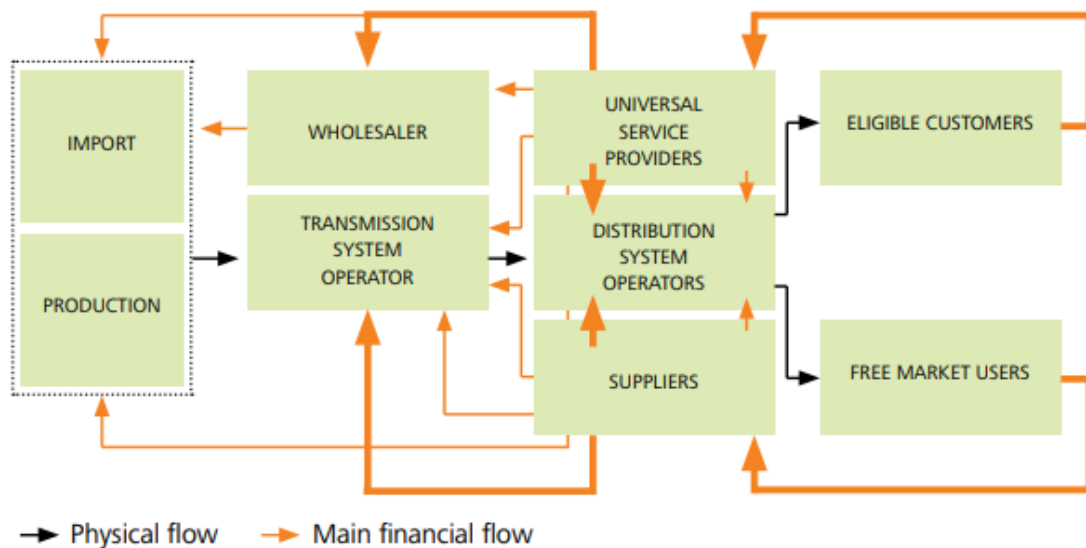 IMPORT
PRODUCTION
WHOLESALER
TRANSMISSION
SYSTEM
OPERATOR
UNIVERSAL
SERVICE
PROVIDERS
DISTRIBUTION
SYSTEM
OPERATORS
SUPPLIERS
ELIGIBLE CUSTOMERS
FREE MARKET USERS
Physical flow
Main financial flow